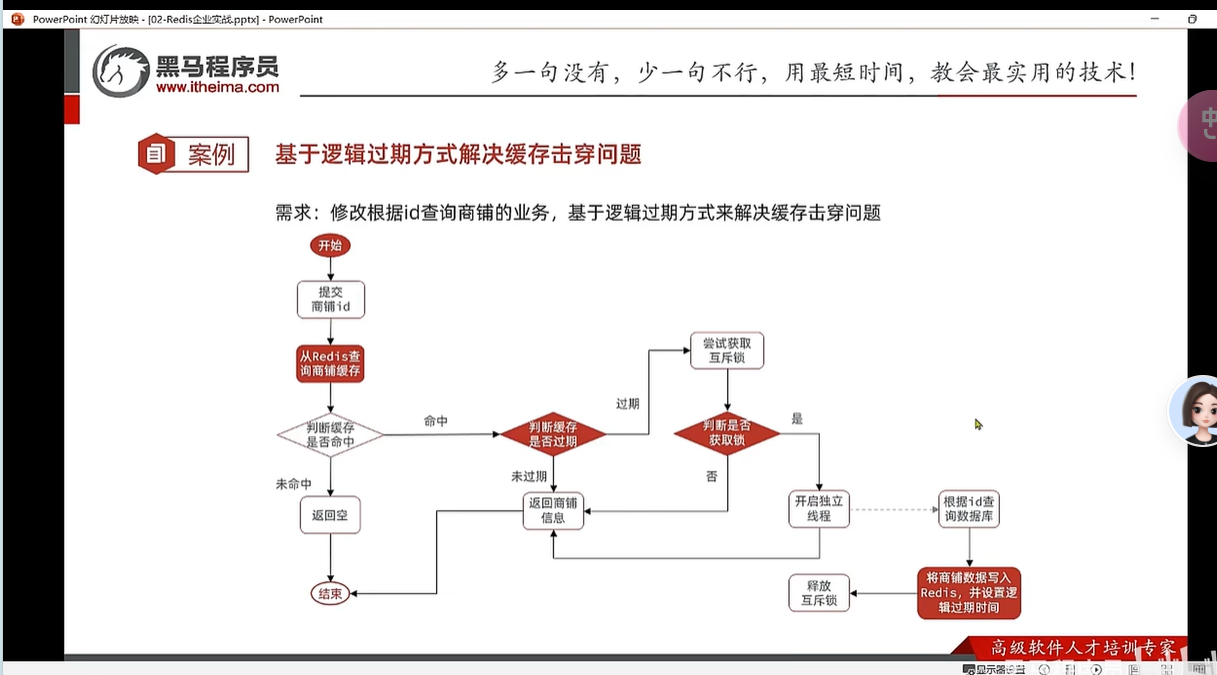 PowerPoint 幻灯片放映 - [02-Redis企业实战.pptx] - PowerPoint
黑马程序员
www.itheima.com
多一句没有，少一句不行，用最短时间，教会最实用的技术！
案例
基于逻辑过期方式解决缓存击穿问题
需求：修改根据id查询商铺的业务，基于逻辑过期方式来解决缓存击穿问题
开始
提交
商铺id
从Redis查
询商铺缓存
判断缓存
是否命中
命中
未命中
返回空
结束
判断缓存
是否过期
过期
未过期
返回商铺
信息
尝试获取
互斥锁
判断是否
获取锁
是
否
开启独立
线程
根据id查
询数据库
将商铺数据写入
Redis，并设置逻
辑过期时间
释放
互斥锁
高级软件人才培训专家
显示器设置
中